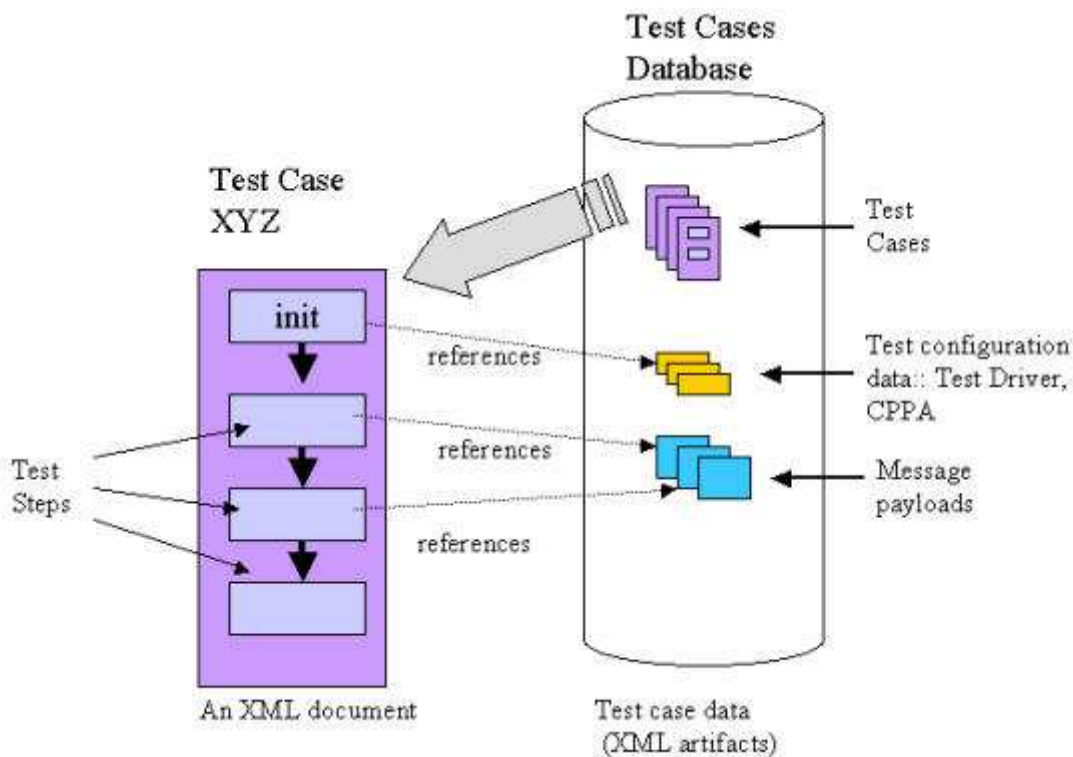 Test Cases
Database
Test Case
XYZ
Test
Cases
init
references
Test configuration
data:: Test Driver,
CPPA
references
Test
Steps
Message
payloads
references
An XML document
Test case data
(XML artifacts)